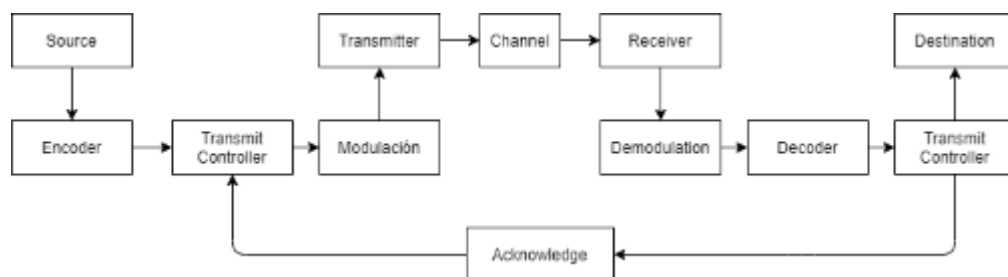 Source
Transmitter
Channel
Receiver
Destination
Encoder
Transmit
Controller
Modulación
Demodulation
Decoder
Transmit
Controller
Acknowledge